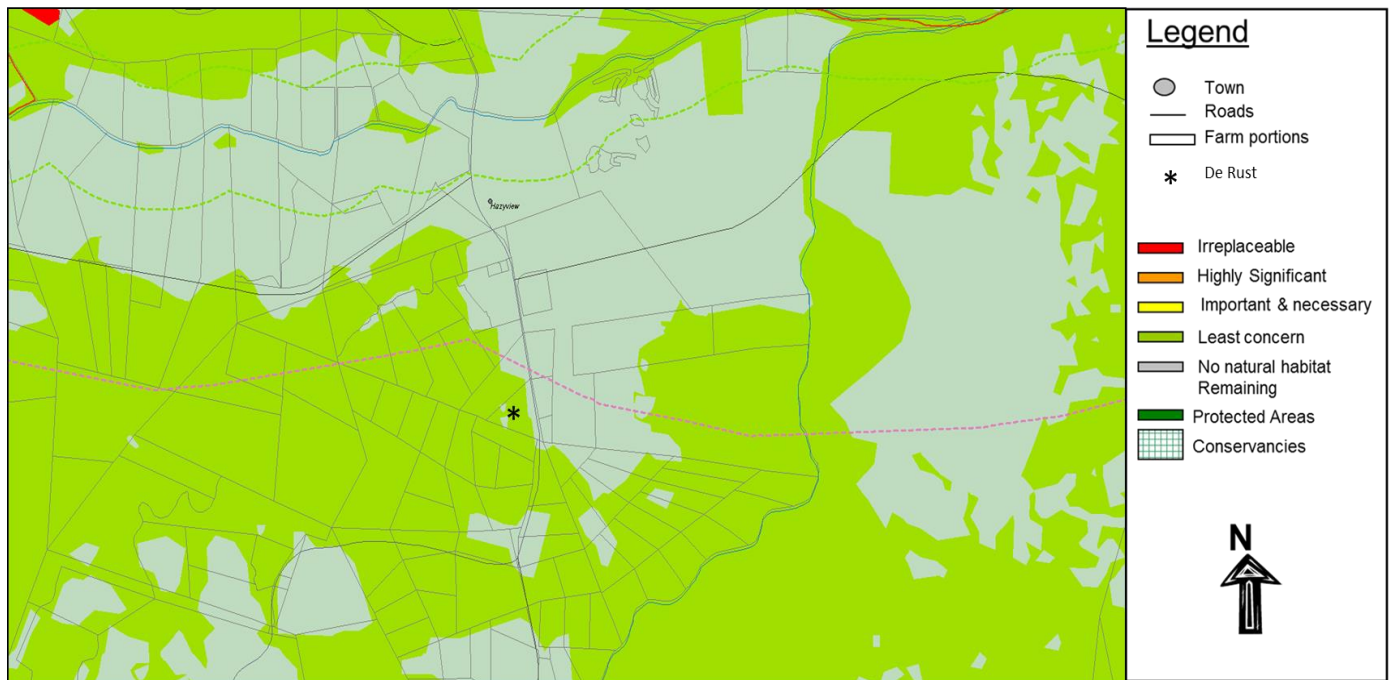 Hazyview
Legend
Town
Roads
Farm portions
* De Rust
Irreplaceable
Highly Significant
Important & necessary
Least concern
No natural habitat
Remaining
Protected Areas
Conservancies
N
*